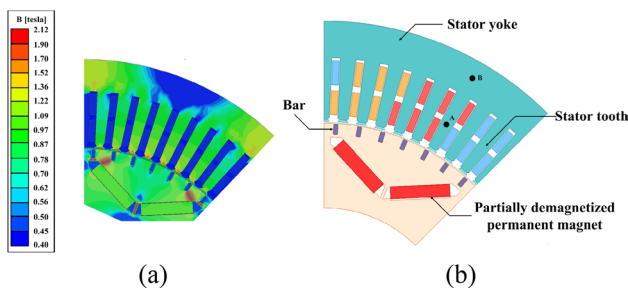 B [tesla]
2.12
1.90
1.70
1.52
1.36
1.22
1.09
0.97
0.87
0.78
0.70
0.62
0.56
0.50
0.45
0.40
(a)
Stator yoke
B
A
Bar
Stator tooth
Partially demagnetized
permanent magnet
(b)